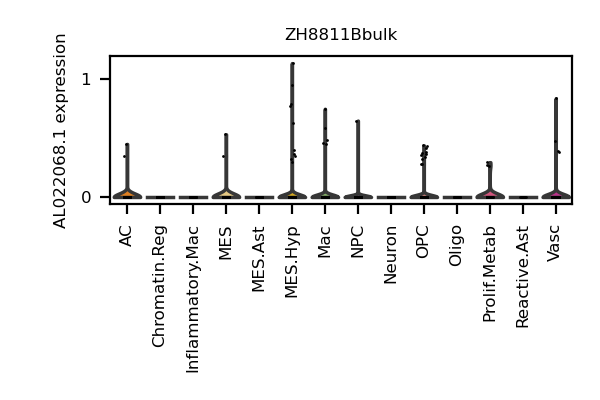 ZH8811Bbulk
AL022068.1 expression
1
0
AC
Chromatin.Reg
Inflammatory.Mac
MES
MES.Ast
MES.Hyp
Mac
NPC
Neuron
OPC
Oligo
Prolif.Metab
Reactive.Ast
Vasc